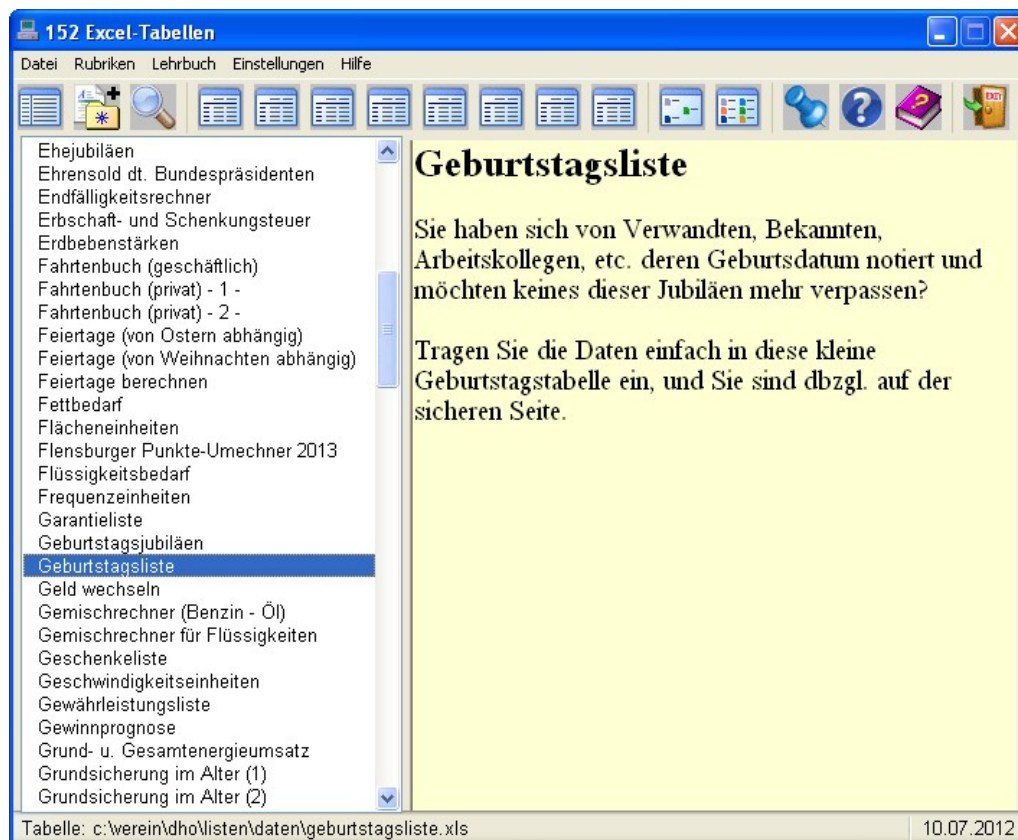 152 Excel-Tabellen
Datei Rubriken Lehrbuch Einstellungen Hilfe
EXIT
Ehejubiläen
Ehrensold dt. Bundespräsidenten
Endfälligkeitsrechner
Erbschaft- und Schenkungsteuer
Erdbebenstärken
Fahrtenbuch (geschäftlich)
Fahrtenbuch (privat) - 1 -
Fahrtenbuch (privat) - 2 -
Feiertage (von Ostern abhängig)
Feiertage (von Weihnachten abhängig)
Feiertage berechnen
Fettbedarf
Flächeneinheiten
Flensburger Punkte-Umechner 2013
Flüssigkeitsbedarf
Frequenzeinheiten
Garantieliste
Geburtstagsjubiläen
Geburtstagsliste
Geld wechseln
Gemischrechner (Benzin - Öl)
Gemischrechner für Flüssigkeiten
Geschenkeliste
Geschwindigkeitseinheiten
Gewährleistungsliste
Gewinnprognose
Grund- u. Gesamtenergieumsatz
Grundsicherung im Alter (1)
Grundsicherung im Alter (2)
Geburtstagsliste
Sie haben sich von Verwandten, Bekannten,
Arbeitskollegen, etc. deren Geburtsdatum notiert und
möchten keines dieser Jubiläen mehr verpassen?
Tragen Sie die Daten einfach in diese kleine
Geburtstagstabelle ein, und Sie sind dbzgl. auf der
sicheren Seite.
Tabelle: c:\werein\dho\listen\daten\geburtstagsliste.xls
10.07.2012